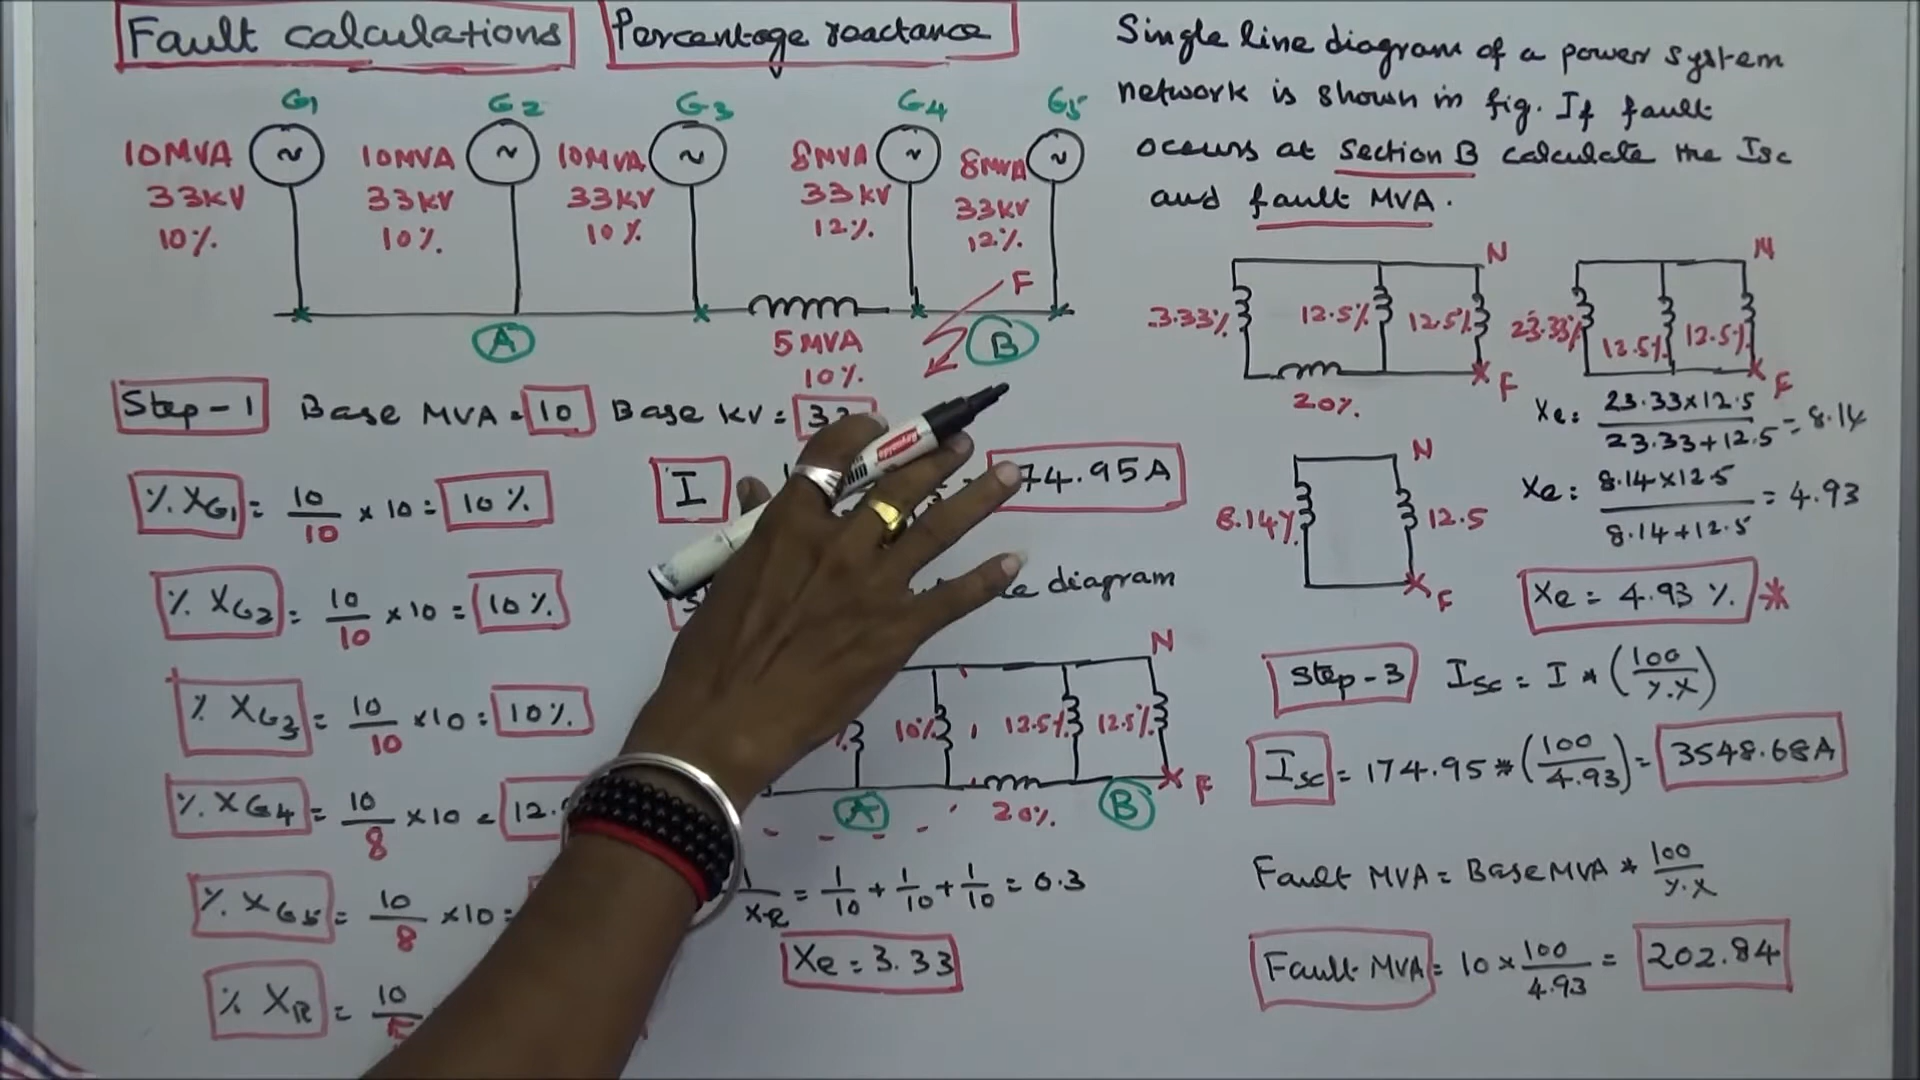 Fault calculations
Percentage reactance
G1
G2
G3
G4
G5
10MVA
33KV
10%
10MVA
33KV
10%
10MVA
33KV
10%
8MVA
33KV
12%
8MVA
33KV
12%
F
A
5MVA
10%
B
Single line diagram of a power system
network is shown in fig. If fault
occurs at section B calculate the Isc
and fault MVA.
Step-1 Base MVA = 10 Base KV =
% XG1 = 10/10 x 10 = 10%
% XG2 = 10/10 x 10 = 10%
% XG3 = 10/10 x 10 = 10%
% XG4 = 10/8 x 10 =
% XG5 = 10/8 x 10 =
% XR = 10
I
74.95A
diagram
N
10%
12.5%
12.5%
A
20%
B
F
1/XR = 1/10 + 1/10 + 1/10 = 0.3
Xe = 3.33
N
3.33%
12.5%
12.5%
20%
F
N
23.33%
12.5%
12.5%
F
Xe = 23.33 x 12.5 / 23.33 + 12.5 = 8.14
N
8.14%
12.5
F
Xe = 8.14 x 12.5 / 8.14 + 12.5 = 4.93
Xe = 4.93 % *
Step-3 Isc = I * (100/%.X)
Isc = 174.95 * (100/4.93) = 3548.68A
Fault MVA = Base MVA * 100/%.X
Fault MVA = 10 x 100/4.93 = 202.84